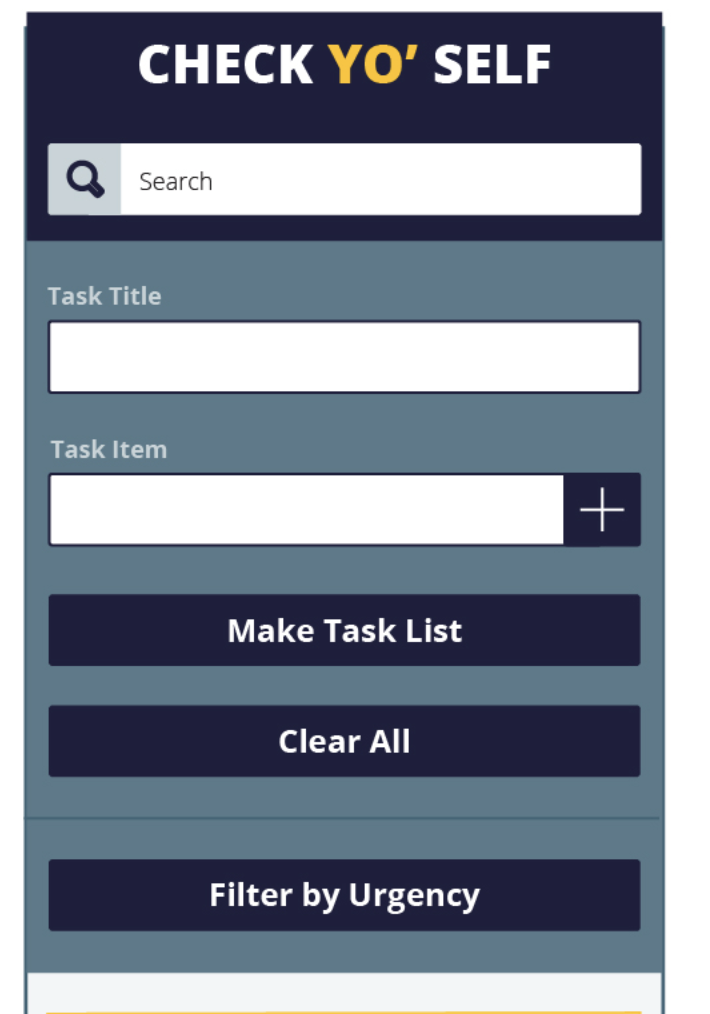 CHECK YO’ SELF
Search
Task Title
Task Item
Make Task List
Clear All
Filter by Urgency